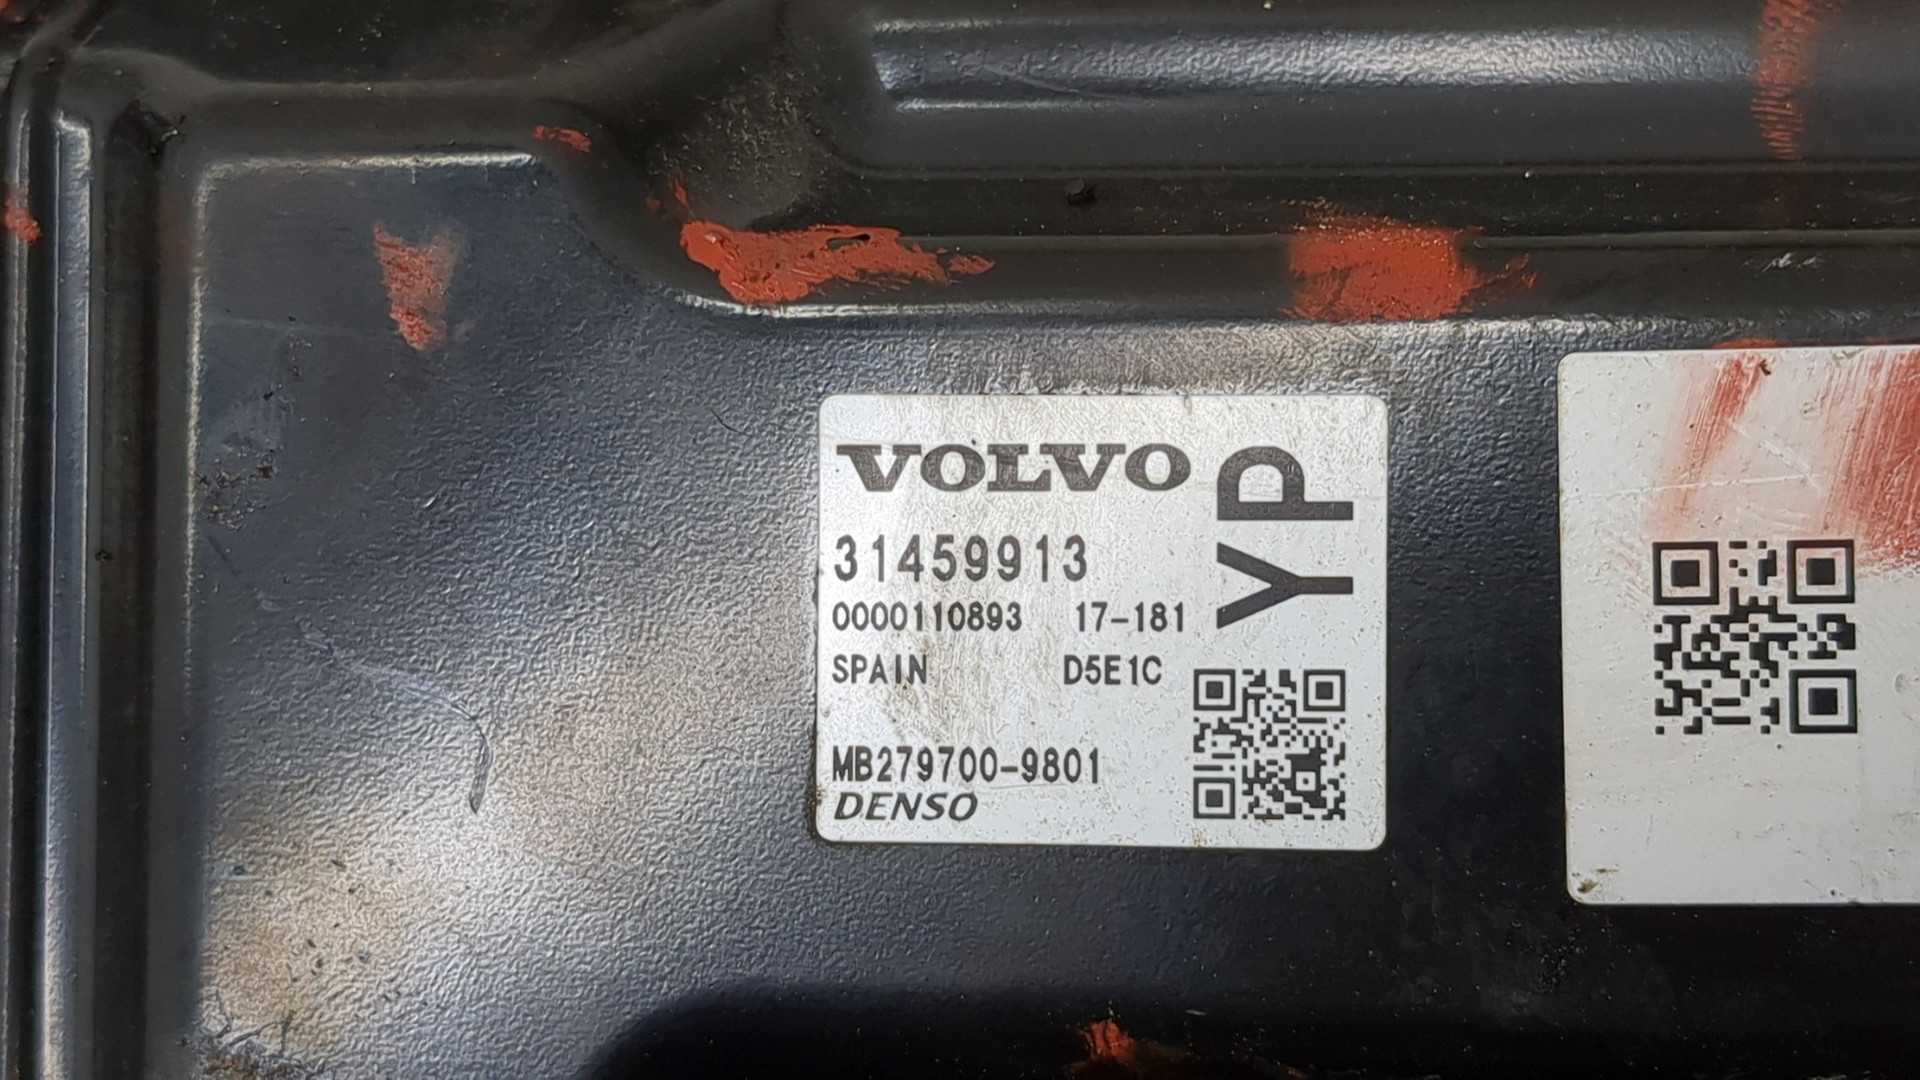 VOLVO
YP
31459913
0000110893 17-181
SPAIN D5E1C
MB279700-9801
DENSO